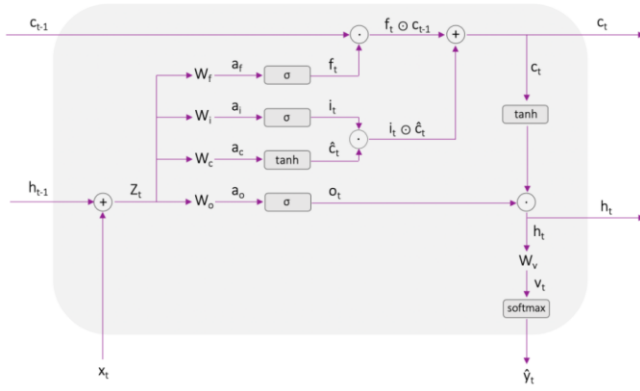 c_{t-1} f_t ⊙ c_{t-1} c_t
W_f a_f σ f_t
c_t
W_i a_i σ i_t
tanh
i_t ⊙ ĉ_t
W_c a_c tanh ĉ_t
h_{t-1} Z_t W_o a_o σ o_t
h_t
h_t
W_v
v_t
softmax
x_t ŷ_t